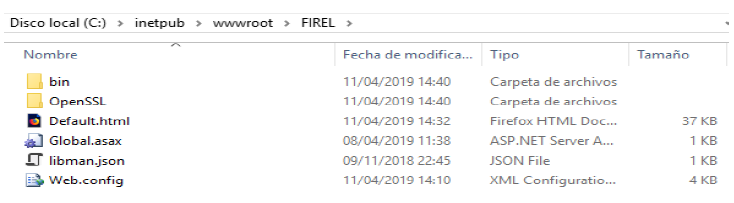 Disco local (C:) > inetpub > wwwroot > FIREL >
Nombre Fecha de modifica... Tipo Tamaño
bin 11/04/2019 14:40 Carpeta de archivos
OpenSSL 11/04/2019 14:40 Carpeta de archivos
Default.html 11/04/2019 14:32 Firefox HTML Doc... 37 KB
Global.asax 08/04/2019 11:38 ASP.NET Server A... 1 KB
libman.json 09/11/2018 22:45 JSON File 1 KB
Web.config 11/04/2019 14:10 XML Configuratio... 4 KB